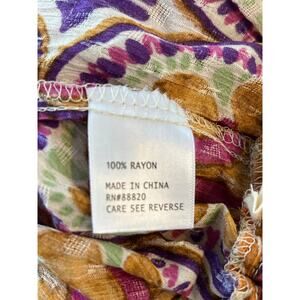 100% RAYON
MADE IN CHINA
RN#88820
CARE SEE REVERSE